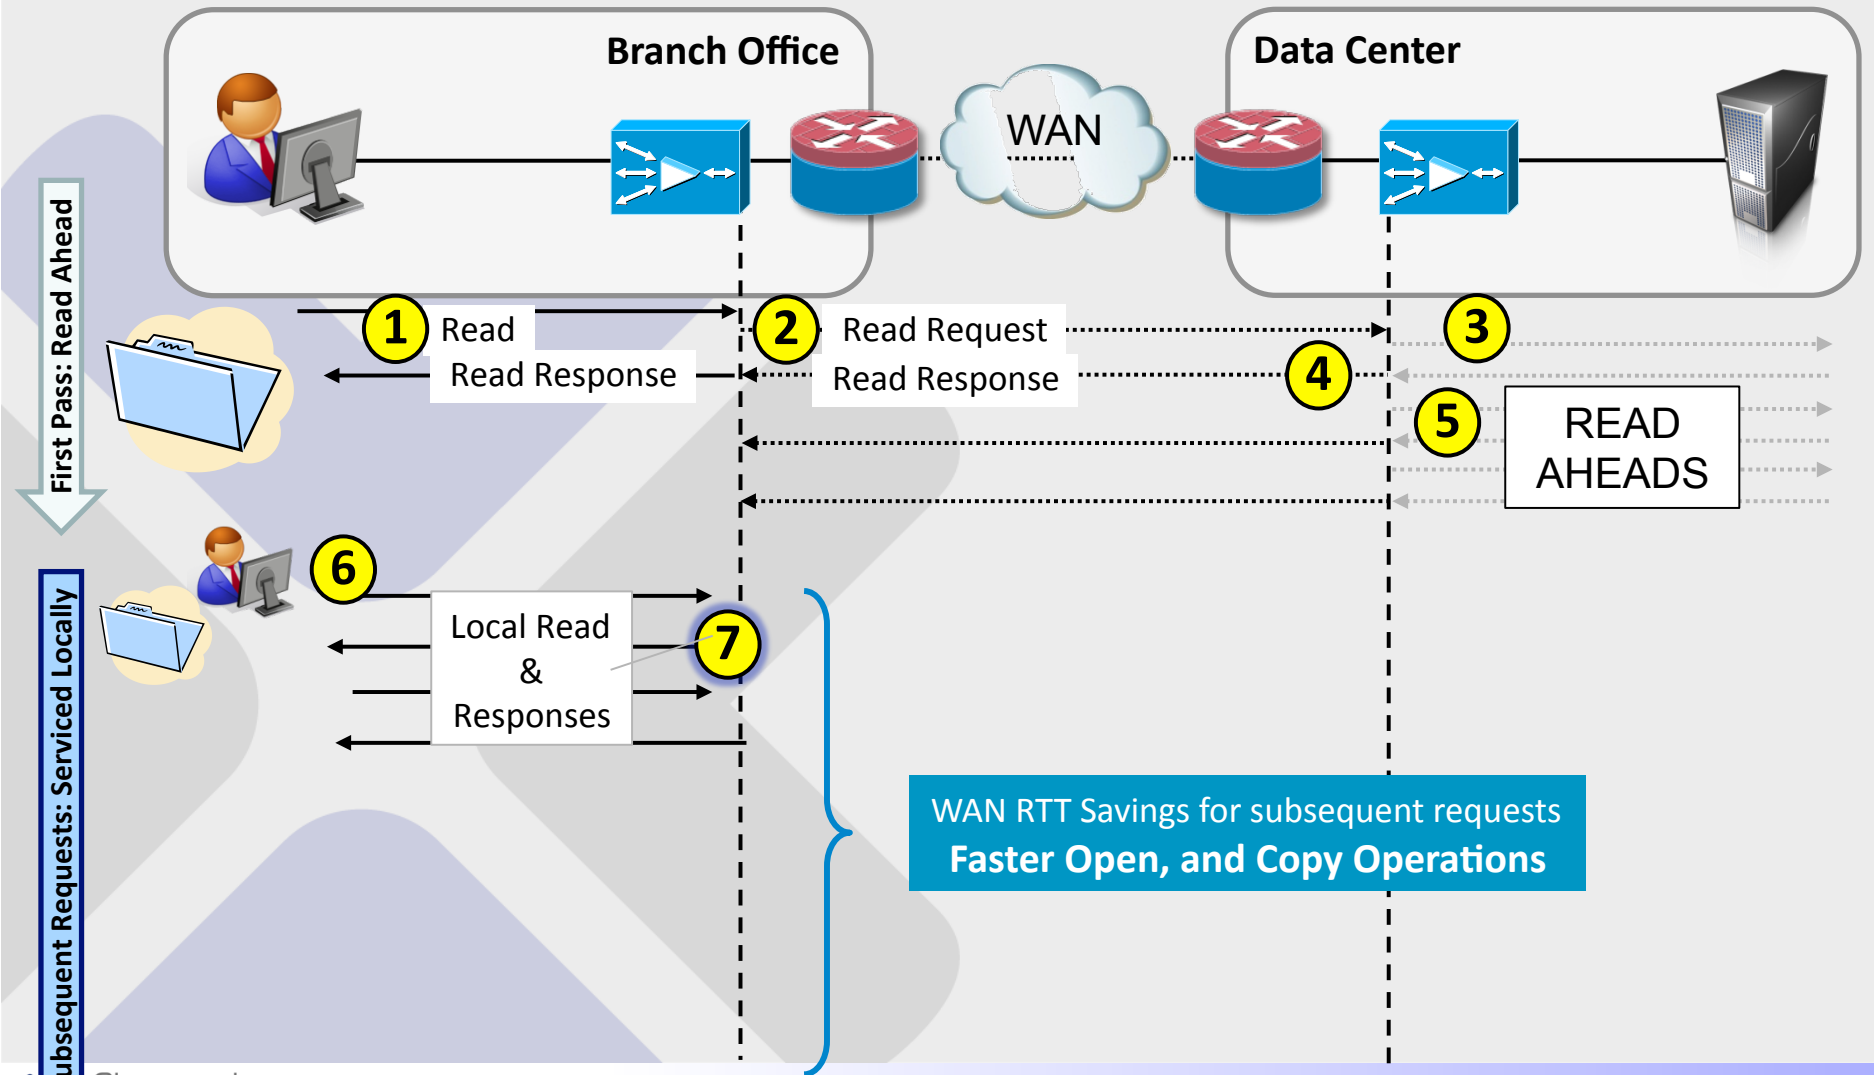 Branch Office
Data Center
WAN
First Pass: Read Ahead
1
Read
2
Read Request
3
Read Response
Read Response
4
5
READ
AHEADS
6
Local Read
&
Responses
7
ubsequent Requests: Serviced Locally
WAN RTT Savings for subsequent requests
Faster Open, and Copy Operations